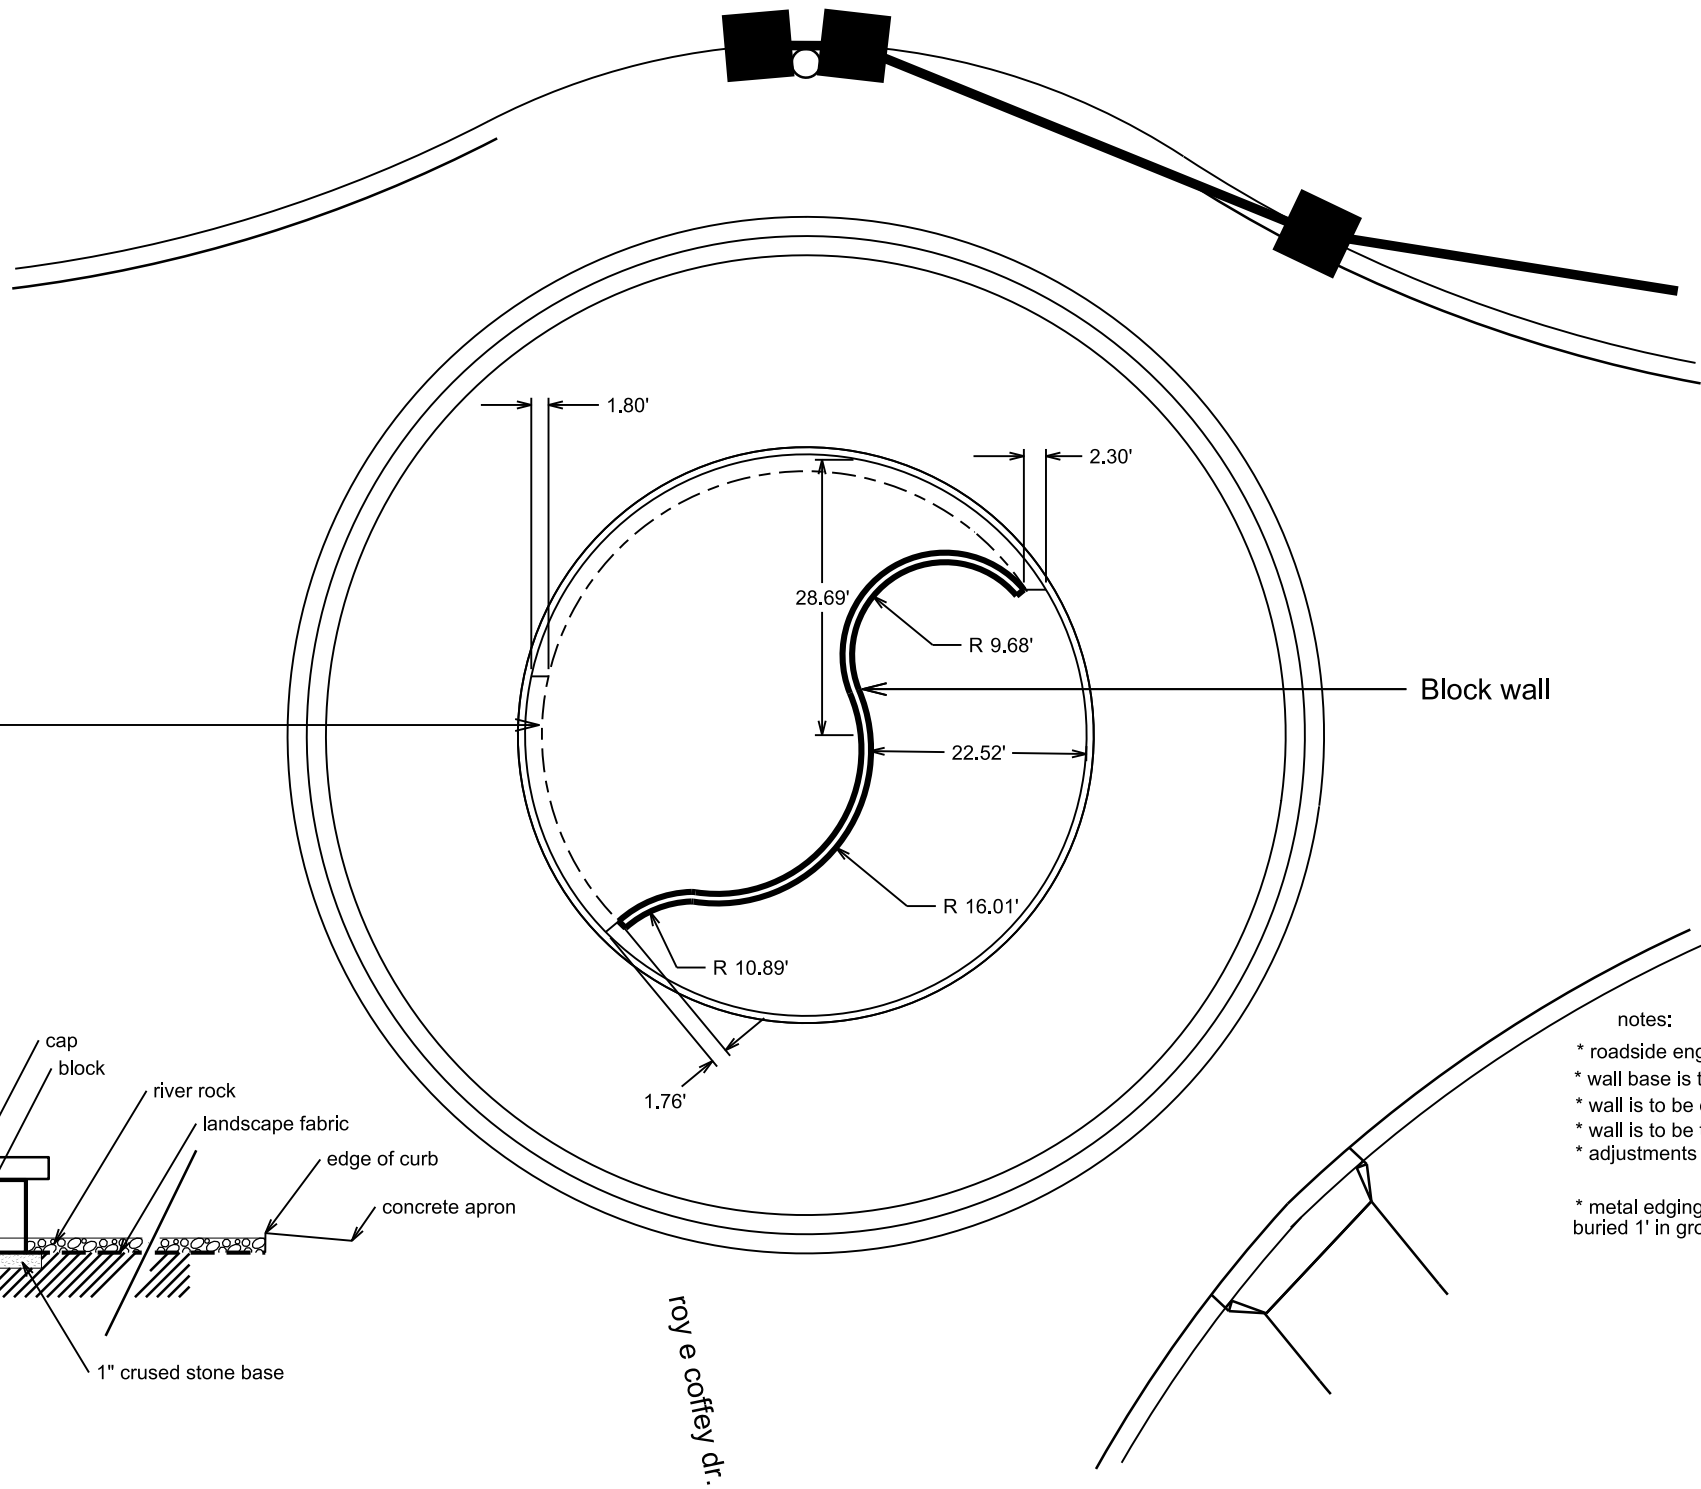 1.80'
2.30'
28.69'
R 9.68'
Block wall
22.52'
R 16.01'
R 10.89'
1.76'
cap
block
river rock
landscape fabric
edge of curb
concrete apron
1" crused stone base
roy e coffey dr.
notes:
* roadside eng
* wall base is t
* wall is to be
* wall is to be
* adjustments
* metal edging
buried 1' in gro